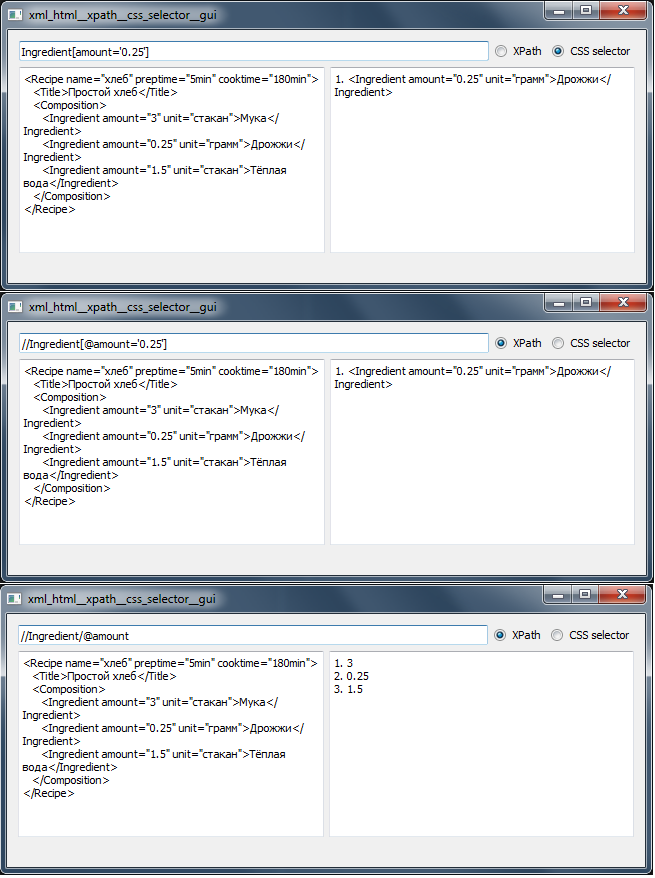 xml_html__xpath__css_selector__gui
Ingredient[amount='0.25'] XPath CSS selector
<Recipe name="хлеб" preptime="5min" cooktime="180min">
<Title>Простой хлеб</Title>
<Composition>
<Ingredient amount="3" unit="стакан">Мука</
Ingredient>
<Ingredient amount="0.25" unit="грамм">Дрожжи</
Ingredient>
<Ingredient amount="1.5" unit="стакан">Тёплая
вода</Ingredient>
</Composition>
</Recipe>
1. <Ingredient amount="0.25" unit="грамм">Дрожжи</
Ingredient>
xml_html__xpath__css_selector__gui
//Ingredient[@amount='0.25'] XPath CSS selector
<Recipe name="хлеб" preptime="5min" cooktime="180min">
<Title>Простой хлеб</Title>
<Composition>
<Ingredient amount="3" unit="стакан">Мука</
Ingredient>
<Ingredient amount="0.25" unit="грамм">Дрожжи</
Ingredient>
<Ingredient amount="1.5" unit="стакан">Тёплая
вода</Ingredient>
</Composition>
</Recipe>
1. <Ingredient amount="0.25" unit="грамм">Дрожжи</
Ingredient>
xml_html__xpath__css_selector__gui
//Ingredient/@amount XPath CSS selector
<Recipe name="хлеб" preptime="5min" cooktime="180min">
<Title>Простой хлеб</Title>
<Composition>
<Ingredient amount="3" unit="стакан">Мука</
Ingredient>
<Ingredient amount="0.25" unit="грамм">Дрожжи</
Ingredient>
<Ingredient amount="1.5" unit="стакан">Тёплая
вода</Ingredient>
</Composition>
</Recipe>
1. 3
2. 0.25
3. 1.5